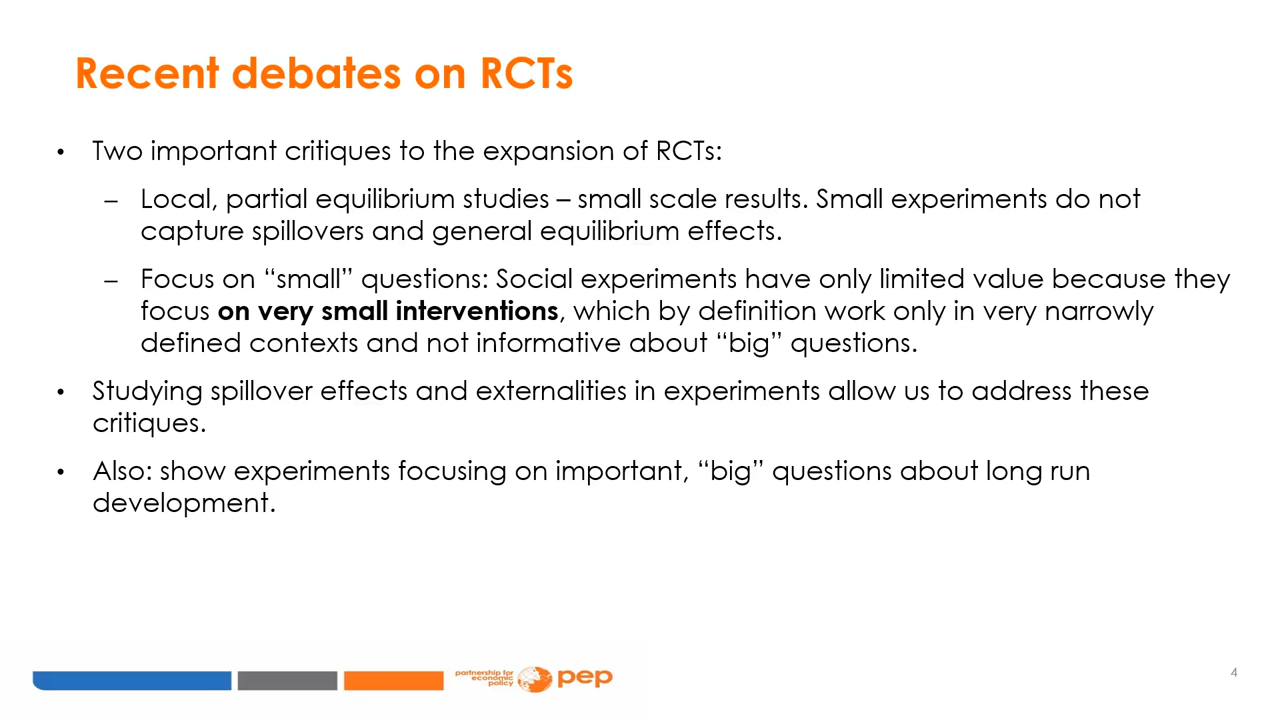 Recent debates on RCTs
• Two important critiques to the expansion of RCTs:
– Local, partial equilibrium studies – small scale results. Small experiments do not
capture spillovers and general equilibrium effects.
– Focus on “small” questions: Social experiments have only limited value because they
focus on very small interventions, which by definition work only in very narrowly
defined contexts and not informative about “big” questions.
• Studying spillover effects and externalities in experiments allow us to address these
critiques.
• Also: show experiments focusing on important, “big” questions about long run
development.
partnership for
economic
policy
pep
4